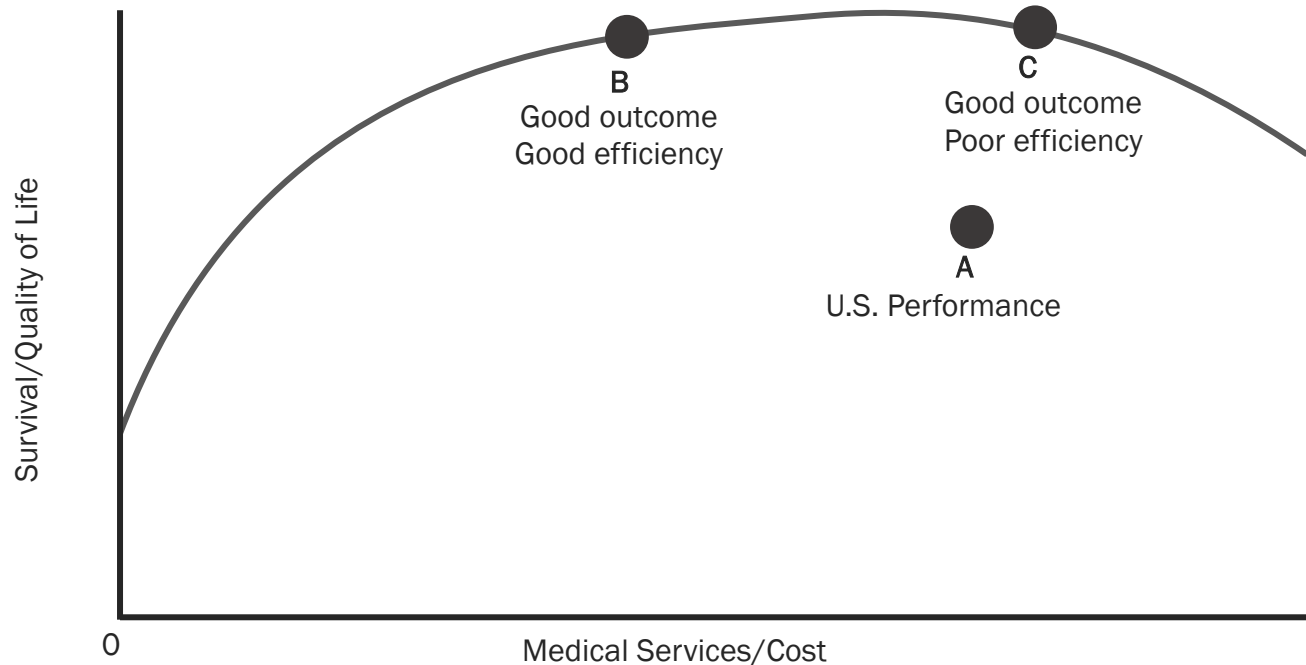 Survival/Quality of Life
B
Good outcome
Good efficiency
C
Good outcome
Poor efficiency
A
U.S. Performance
0
Medical Services/Cost